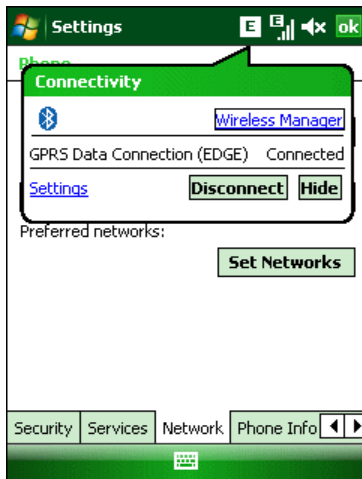 Settings E E ok
Phone
Connectivity
Wireless Manager
GPRS Data Connection (EDGE) Connected
Settings Disconnect Hide
Preferred networks:
Set Networks
Security Services Network Phone Info